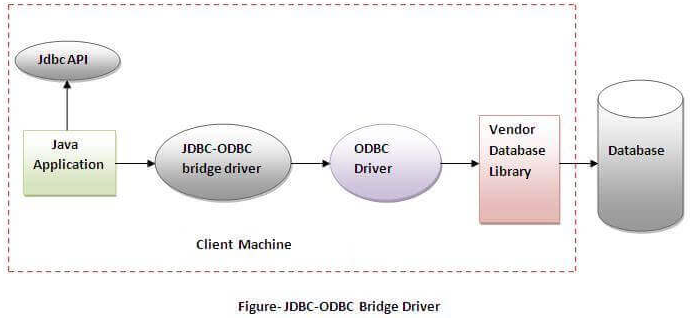 Jdbc API
Java
Application
JDBC-ODBC
bridge driver
ODBC
Driver
Vendor
Database
Library
Database
Client Machine
Figure- JDBC-ODBC Bridge Driver